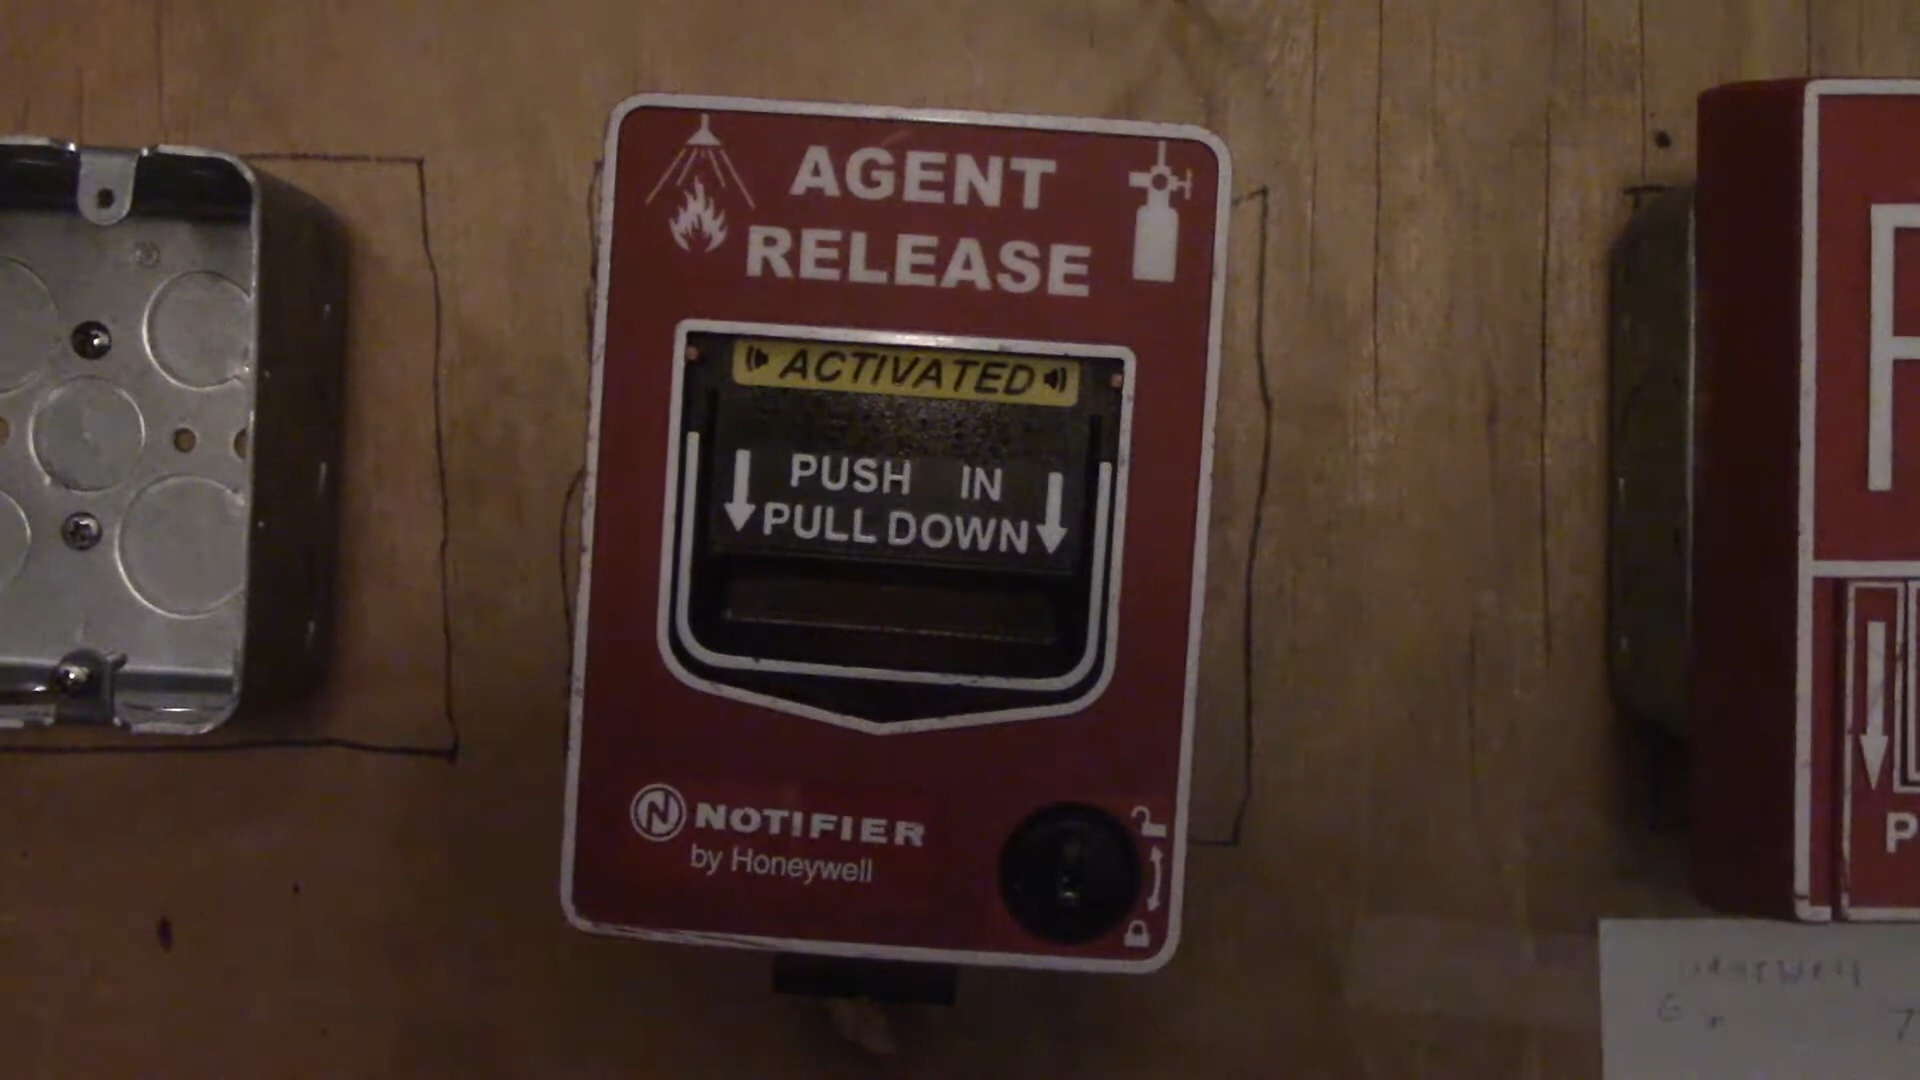 AGENT
RELEASE
ACTIVATED
PUSH IN
PULL DOWN
NOTIFIER
by Honeywell